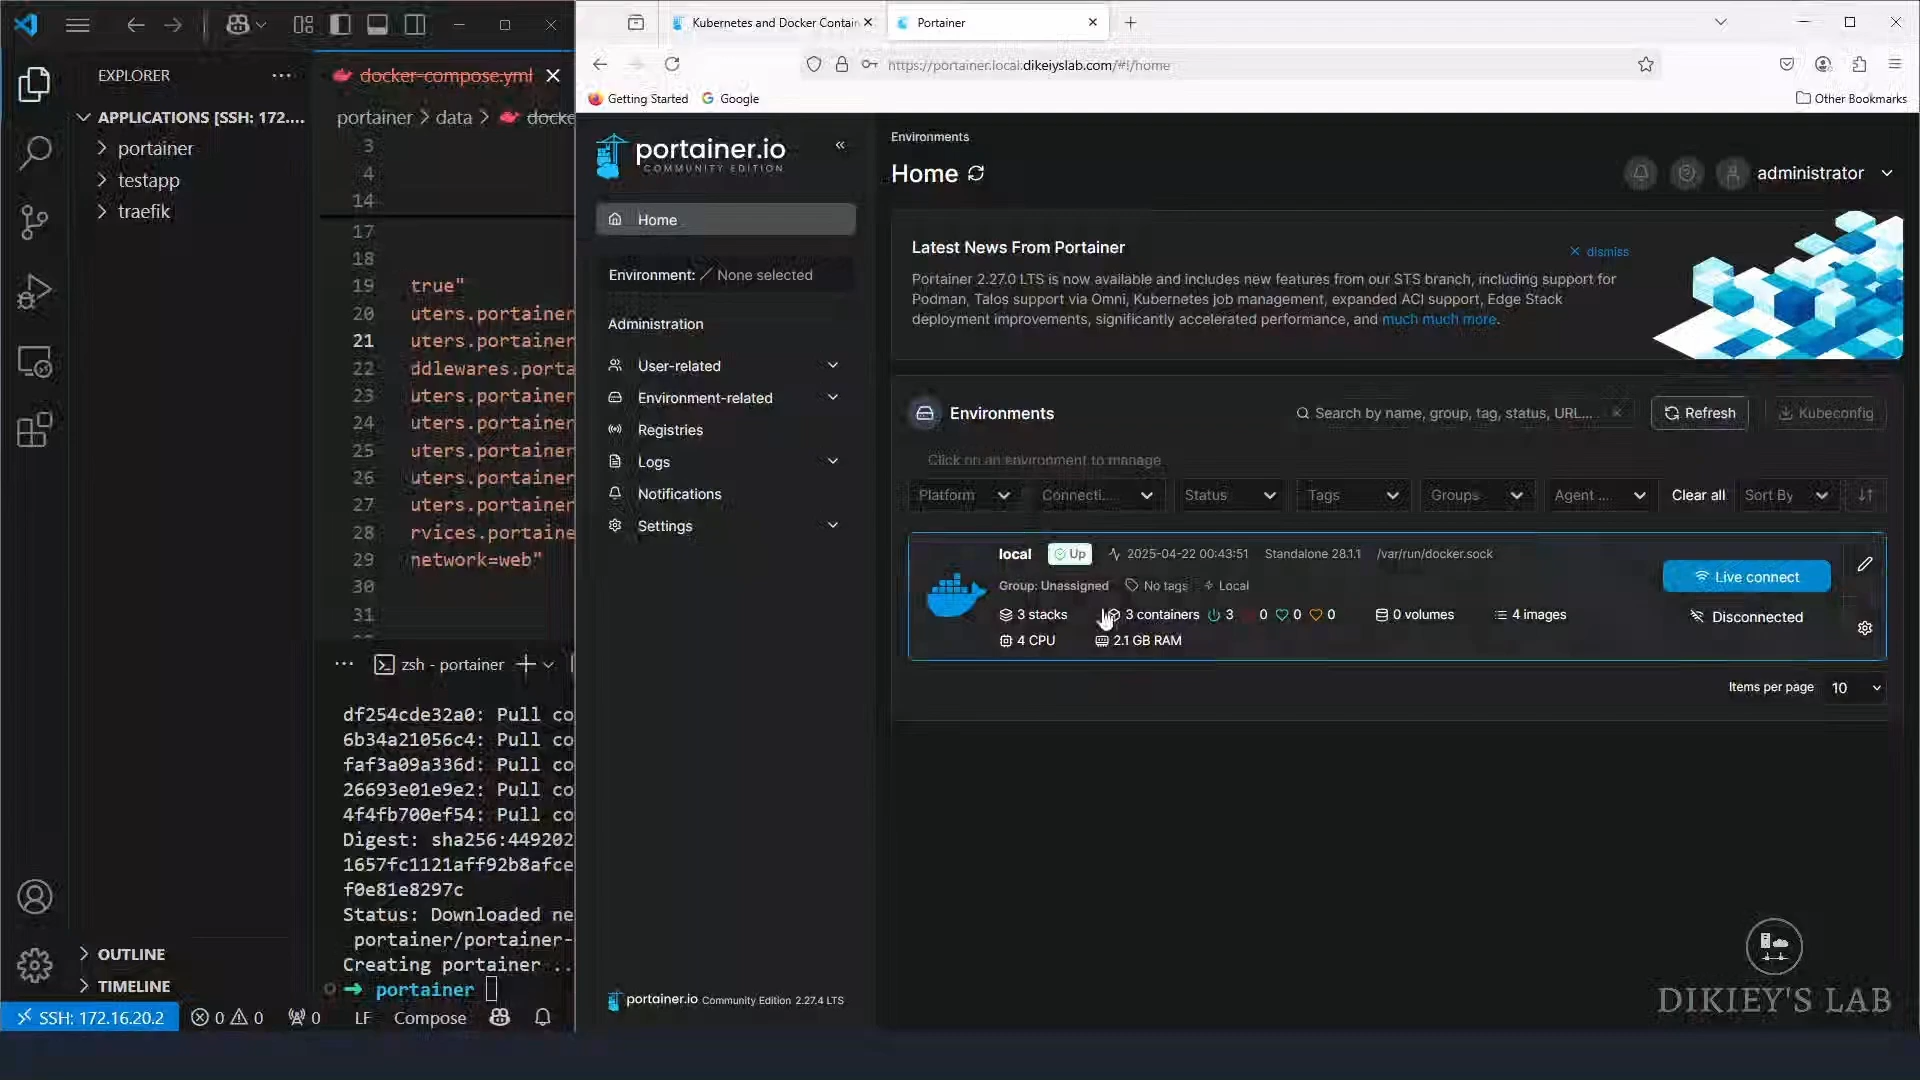 EXPLORER
APPLICATIONS [SSH: 172....
portainer
testapp
traefik
OUTLINE
TIMELINE
SSH: 172.16.20.2
0
0
0
LF
Compose
docker-compose.yml
portainer > data >
3
4
14
17
18
19 true"
20 uters.portainer
21 uters.portainer
22 ddlewares.porta
23 uters.portainer
24 uters.portainer
25 uters.portainer
26 uters.portainer
27 uters.portainer
28 rvices.portaine
29 network=web"
30
31
zsh - portainer
df254cde32a0: Pull co
6b34a21056c4: Pull co
faf3a09a336d: Pull co
26693e01e9e2: Pull co
4f4fb700ef54: Pull co
Digest: sha256:449202
1657fc1121aff92b8afce
f0e81e8297c
Status: Downloaded ne
portainer/portainer-
Creating portainer ..
portainer
Kubernetes and Docker Contain
Portainer
https://portainer.local.dikeiyslab.com/#!/home
Getting Started
Google
Other Bookmarks
portainer.io
COMMUNITY EDITION
Home
Environment: None selected
Administration
User-related
Environment-related
Registries
Logs
Notifications
Settings
portainer.io Community Edition 2.27.4 LTS
Environments
Home
administrator
Latest News From Portainer
dismiss
Portainer 2.27.0 LTS is now available and includes new features from our STS branch, including support for
Podman, Talos support via Omni, Kubernetes job management, expanded ACI support, Edge Stack
deployment improvements, significantly accelerated performance, and much much more.
Environments
Search by name, group, tag, status, URL...
Refresh
Kubeconfig
Click on an environment to manage
Platform
Connecti...
Status
Tags
Groups
Agent ...
Clear all
Sort By
local Up 2025-04-22 00:43:51 Standalone 28.1.1 /var/run/docker.sock
Group: Unassigned No tags Local
3 stacks 3 containers 3 0 0 0 0 volumes 4 images
4 CPU 2.1 GB RAM
Live connect
Disconnected
Items per page 10
DIKIEY'S LAB